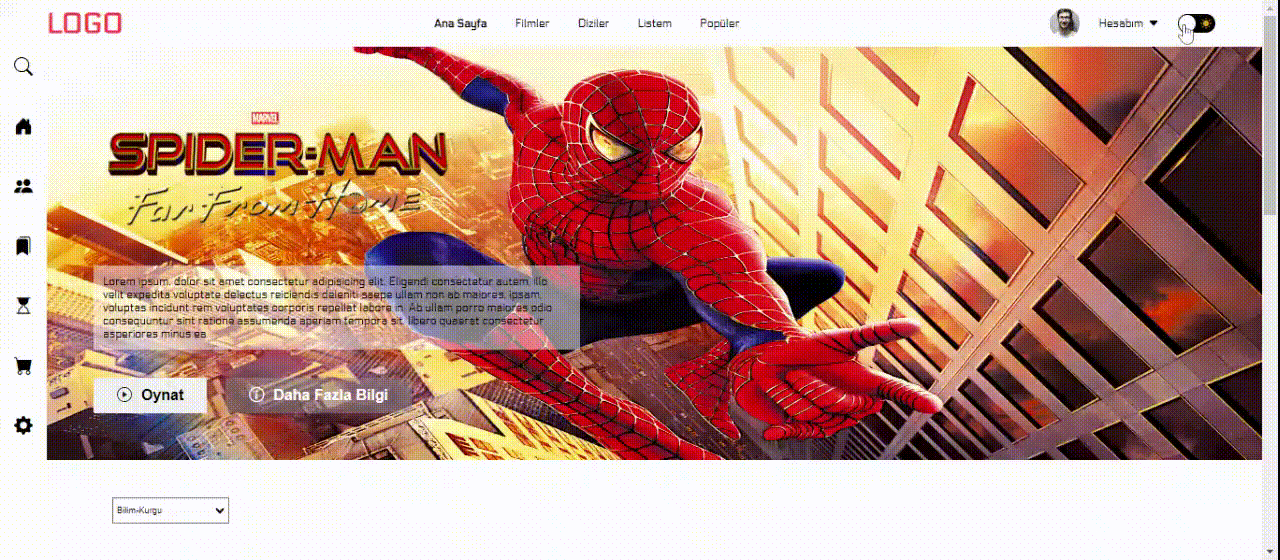 LOGO
Ana Sayfa
Filmler
Diziler
Listem
Popüler
Hesabım
MARVEL
SPIDER-MAN
Far From Home
Lorem ipsum, dolor sit amet consectetur adipisicing elit. Eligendi consectetur autem, illo
velit expedita voluptate delectus reiciendis deleniti saepe ullam non ab maiores, ipsam,
voluptas incidunt rem voluptates corporis repellat labore in. Ab ullam porro maiores odio
consequuntur sint ratione assumenda aperiam tempora sit, libero quaerat consectetur
asperiores minus ea.
Oynat
Daha Fazla Bilgi
Bilim-Kurgu